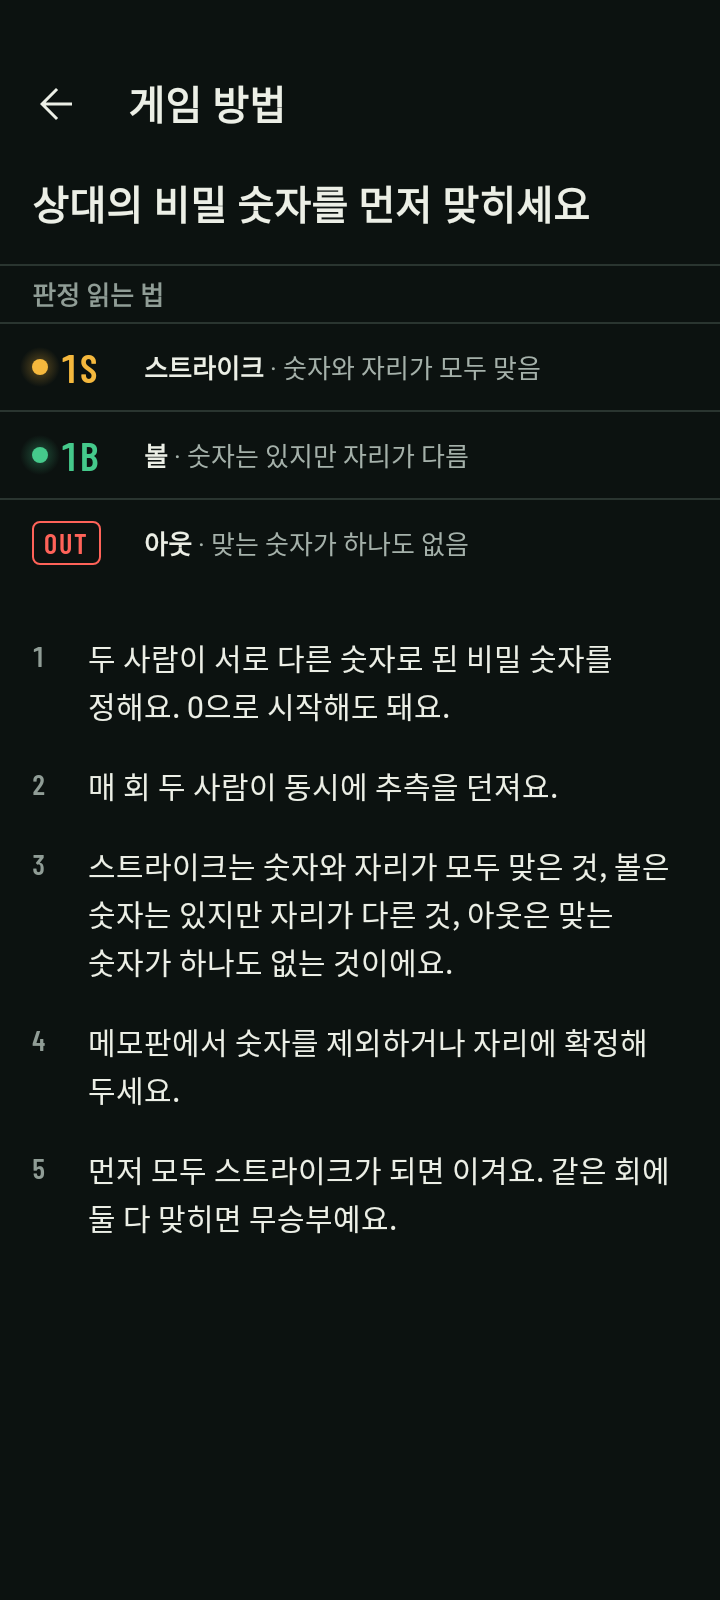 게임 방법
상대의 비밀 숫자를 먼저 맞히세요
판정 읽는 법
1S 스트라이크 · 숫자와 자리가 모두 맞음
1B 볼 · 숫자는 있지만 자리가 다름
OUT 아웃 · 맞는 숫자가 하나도 없음
1 두 사람이 서로 다른 숫자로 된 비밀 숫자를
정해요. 0으로 시작해도 돼요.
2 매 회 두 사람이 동시에 추측을 던져요.
3 스트라이크는 숫자와 자리가 모두 맞은 것, 볼은
숫자는 있지만 자리가 다른 것, 아웃은 맞는
숫자가 하나도 없는 것이에요.
4 메모판에서 숫자를 제외하거나 자리에 확정해
두세요.
5 먼저 모두 스트라이크가 되면 이겨요. 같은 회에
둘 다 맞히면 무승부예요.